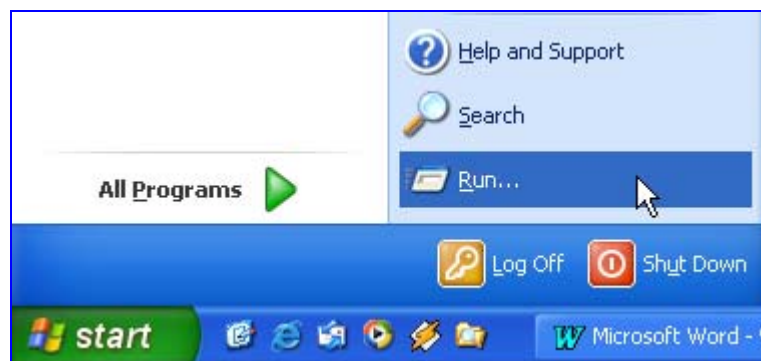 Help and Support
Search
All Programs
Run...
Log Off
Shut Down
start
Microsoft Word -